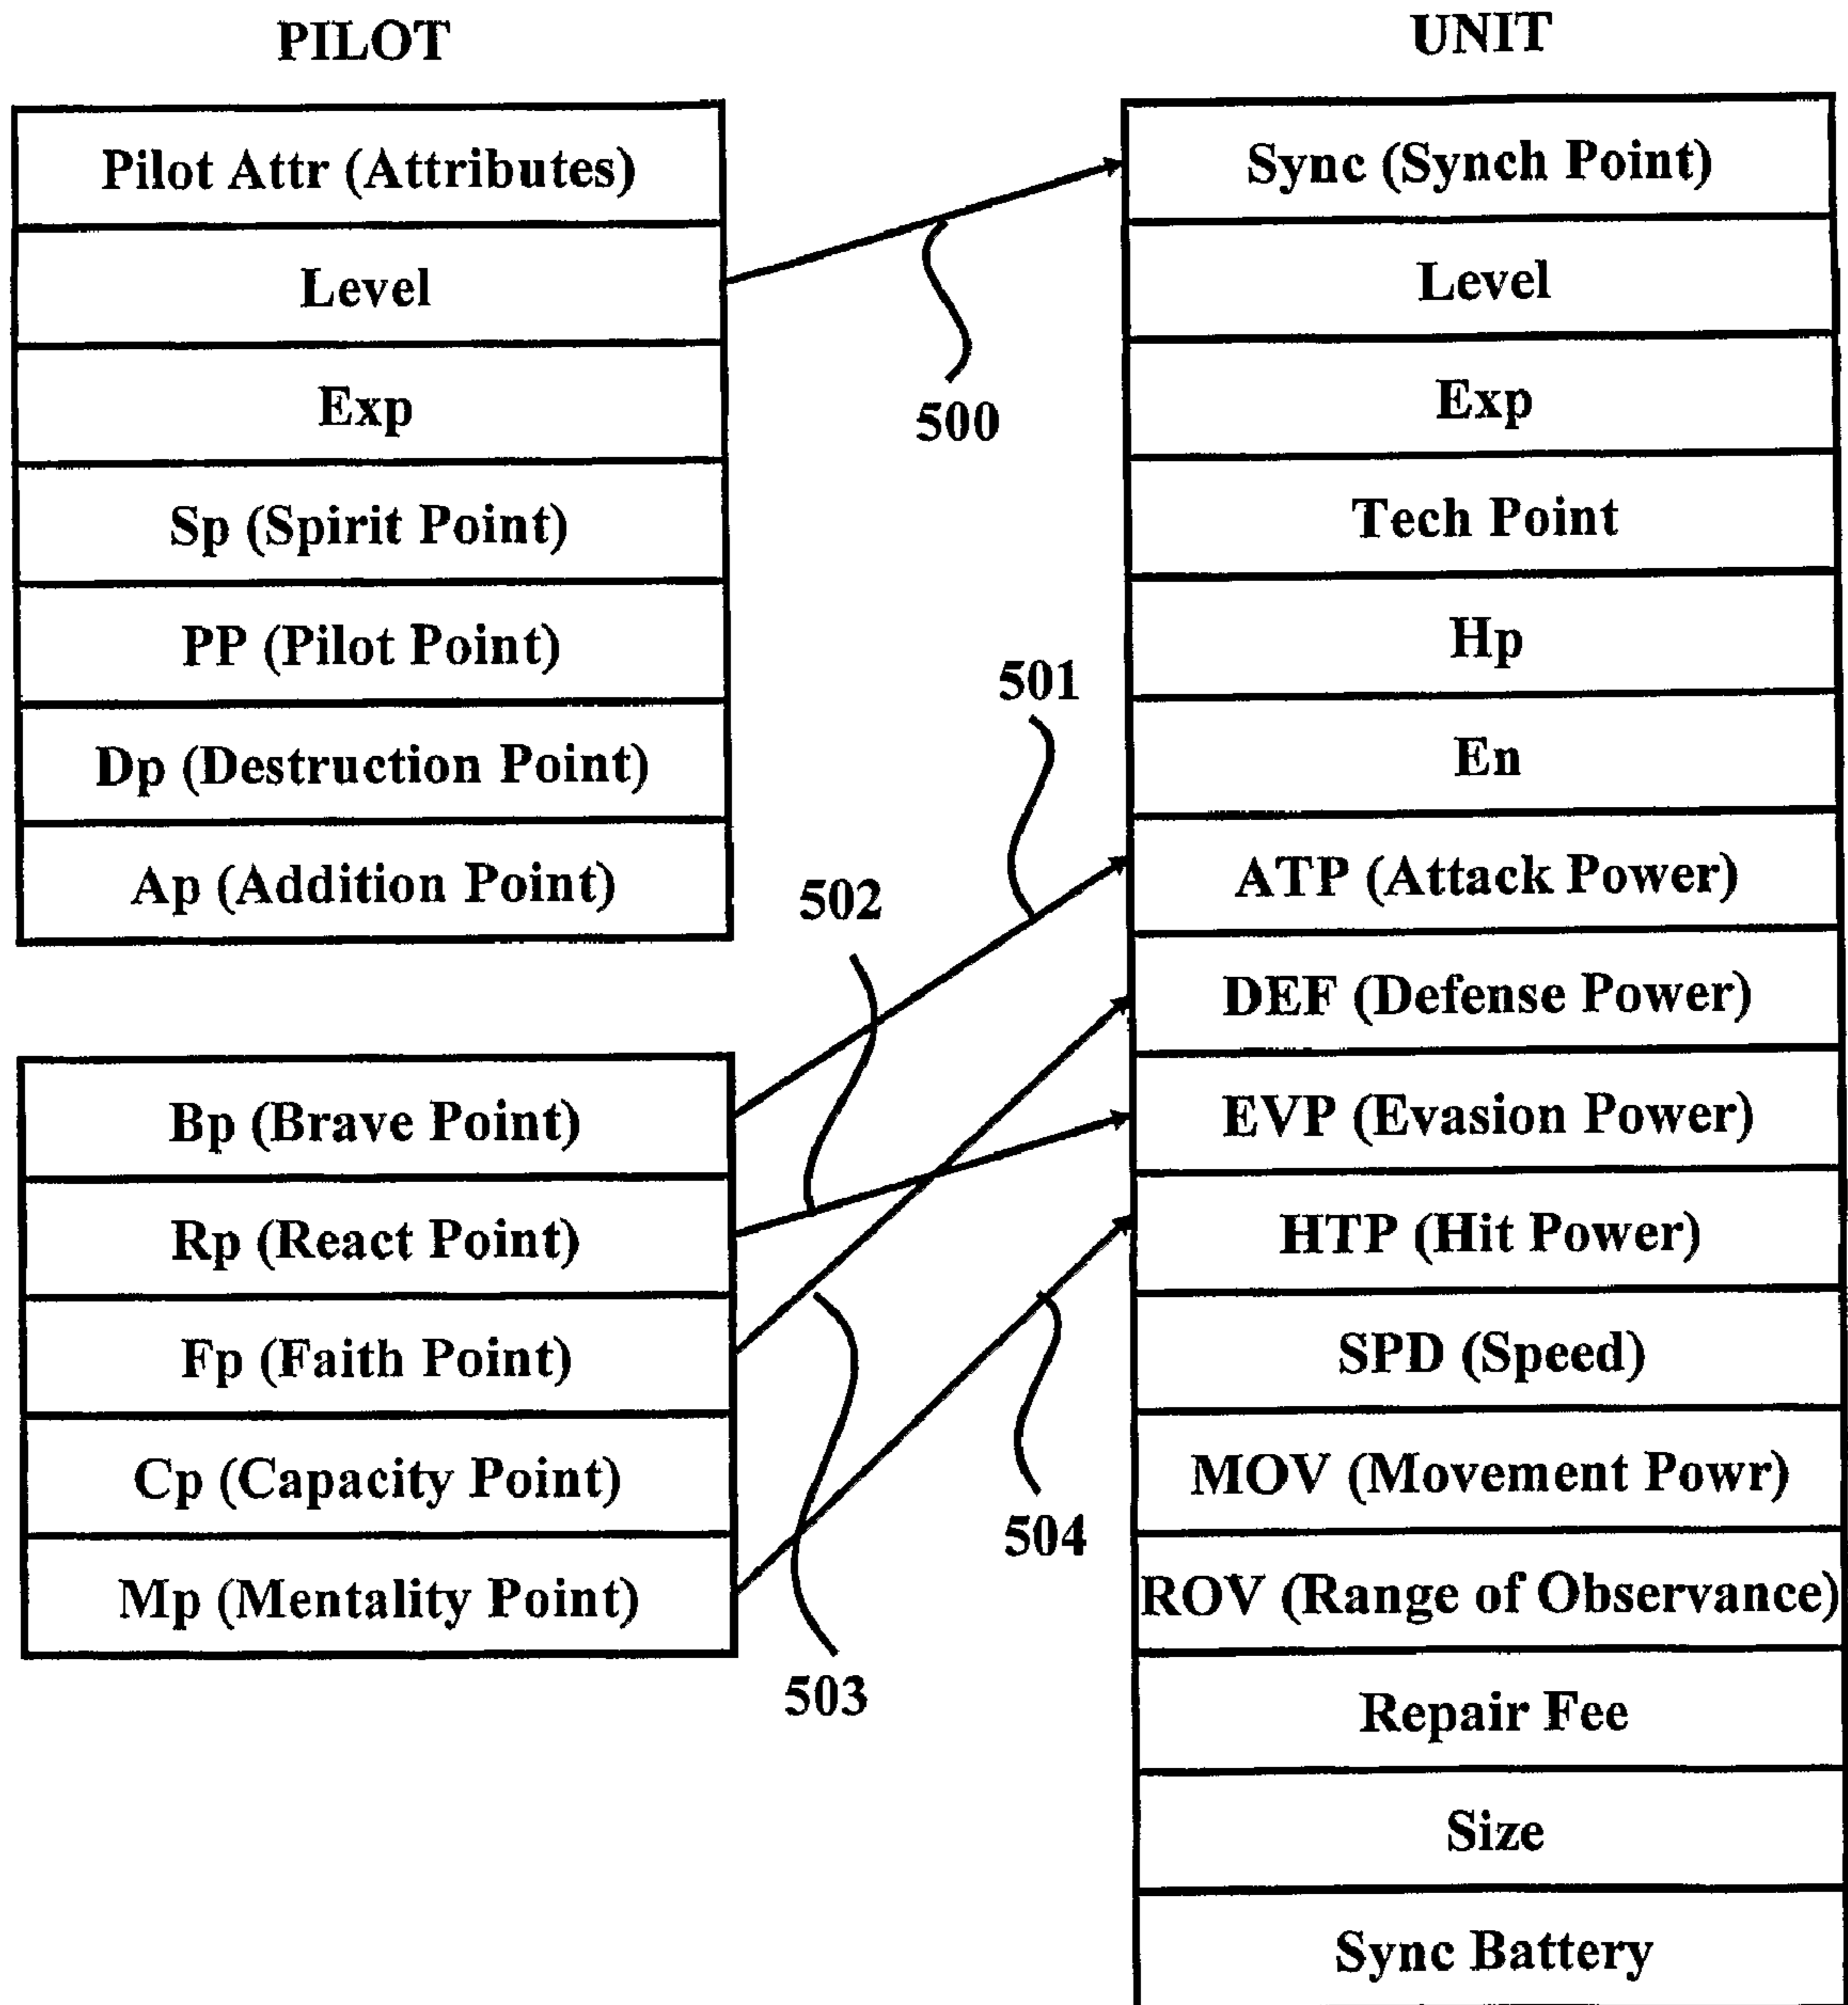 PILOT
Pilot Attr (Attributes)
Level
Exp
Sp (Spirit Point)
PP (Pilot Point)
Dp (Destruction Point)
Ap (Addition Point)
Bp (Brave Point)
Rp (React Point)
Fp (Faith Point)
Cp (Capacity Point)
Mp (Mentality Point)
500
501
502
503
504
UNIT
Sync (Synch Point)
Level
Exp
Tech Point
Hp
En
ATP (Attack Power)
DEF (Defense Power)
EVP (Evasion Power)
HTP (Hit Power)
SPD (Speed)
MOV (Movement Powr)
ROV (Range of Observance)
Repair Fee
Size
Sync Battery